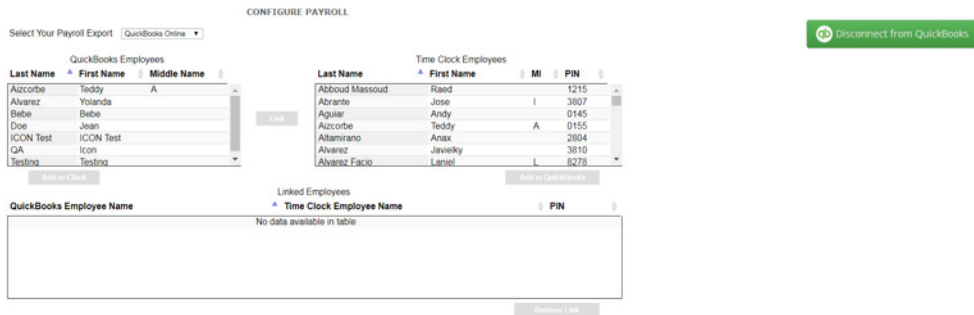 CONFIGURE PAYROLL
Select Your Payroll Export QuickBooks Online
Disconnect from QuickBooks
QuickBooks Employees
Last Name First Name Middle Name
Aizcorbe Teddy A
Alvarez Yolanda
Bebe Bebe
Doe Jean
ICON Test ICON Test
QA Icon
Testing Testing
Add to Clock
Link
Time Clock Employees
Last Name First Name MI PIN
Abboud Massoud Raed 1215
Abrante Jose I 3807
Aguiar Andy 0145
Aizcorbe Teddy A 0155
Altamirano Anax 2804
Alvarez Javielky 3810
Alvarez Facio Laniel L 8278
Add to QuickBooks
Linked Employees
QuickBooks Employee Name Time Clock Employee Name PIN
No data available in table
Remove Link